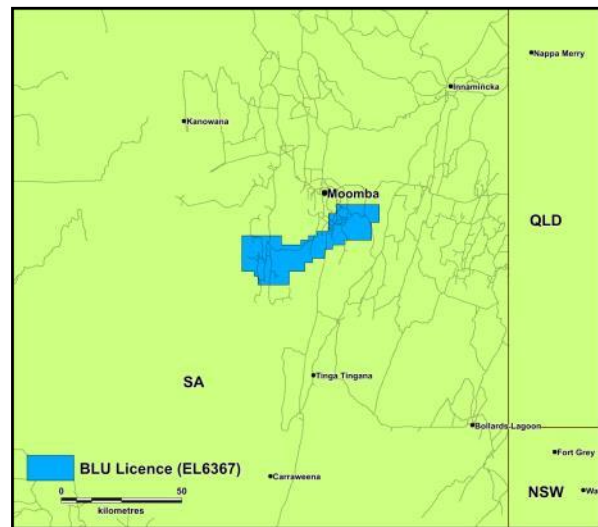 Nappa Merry
Innamincka
Kanowana
Moomba
QLD
SA
Tinga Tingana
Bollards Lagoon
BLU Licence (EL6367)
Fort Grey
0 50
Carraweena
NSW
Wa
kilometres